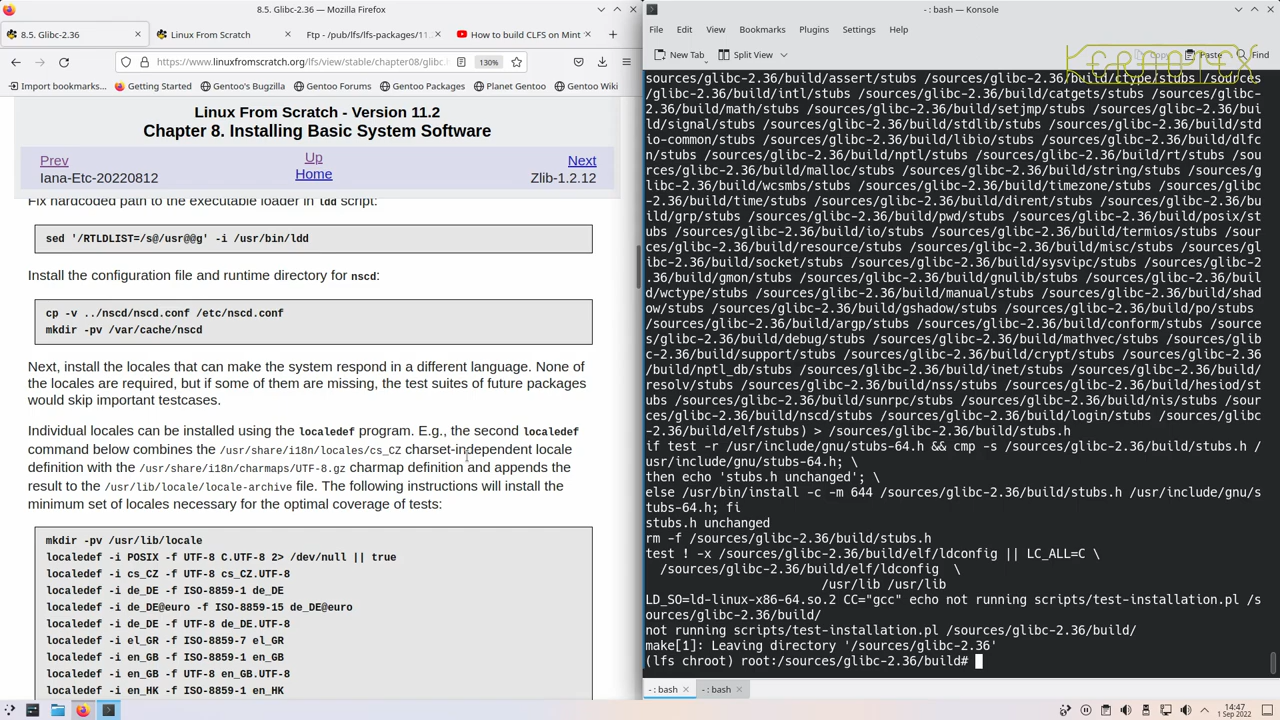 8.5. Glibc-2.36 — Mozilla Firefox
8.5. Glibc-2.36
Linux From Scratch
Ftp - /pub/lfs/lfs-packages/11.
How to build CLFS on Mint
https://www.linuxfromscratch.org/lfs/view/stable/chapter08/glibc.
Import bookmarks...
Getting Started
Gentoo's Bugzilla
Gentoo Packages
Planet Gentoo
Gentoo Wiki
Linux From Scratch - Version 11.2
Chapter 8. Installing Basic System Software
Prev
Up
Next
Iana-Etc-20220812
Home
Zlib-1.2.12
Fix hardcoded path to the executable loader in ldd script:
sed '/RTLDLIST=/s@/usr@@g' -i /usr/bin/ldd
Install the configuration file and runtime directory for nscd:
cp -v ../nscd/nscd.conf /etc/nscd.conf
mkdir -pv /var/cache/nscd
Next, install the locales that can make the system respond in a different language. None of
the locales are required, but if some of them are missing, the test suites of future packages
would skip important testcases.
Individual locales can be installed using the localedef program. E.g., the second localedef
command below combines the /usr/share/i18n/locales/cs_CZ charset-independent locale
definition with the /usr/share/i18n/charmaps/UTF-8.gz charmap definition and appends the
result to the /usr/lib/locale/locale-archive file. The following instructions will install the
minimum set of locales necessary for the optimal coverage of tests:
mkdir -pv /usr/lib/locale
localedef -i POSIX -f UTF-8 C.UTF-8 2> /dev/null || true
localedef -i cs_CZ -f UTF-8 cs_CZ.UTF-8
localedef -i de_DE -f ISO-8859-1 de_DE
localedef -i de_DE@euro -f ISO-8859-15 de_DE@euro
localedef -i de_DE -f UTF-8 de_DE.UTF-8
localedef -i el_GR -f ISO-8859-7 el_GR
localedef -i en_GB -f ISO-8859-1 en_GB
localedef -i en_GB -f UTF-8 en_GB.UTF-8
localedef -i en_HK -f ISO-8859-1 en_HK
- : bash — Konsole
File Edit View Bookmarks Plugins Settings Help
New Tab
Split View
Copy
Paste
Find
sources/glibc-2.36/build/assert/stubs /sources/glibc-2.36/build/ctype/stubs /sources
/glibc-2.36/build/intl/stubs /sources/glibc-2.36/build/catgets/stubs /sources/glibc-
2.36/build/math/stubs /sources/glibc-2.36/build/setjmp/stubs /sources/glibc-2.36/buil
d/signal/stubs /sources/glibc-2.36/build/stdlib/stubs /sources/glibc-2.36/build/std
io-common/stubs /sources/glibc-2.36/build/libio/stubs /sources/glibc-2.36/build/dlfc
n/stubs /sources/glibc-2.36/build/nptl/stubs /sources/glibc-2.36/build/rt/stubs /sou
rces/glibc-2.36/build/malloc/stubs /sources/glibc-2.36/build/string/stubs /sources/g
libc-2.36/build/wcsmbs/stubs /sources/glibc-2.36/build/timezone/stubs /sources/glibc
-2.36/build/time/stubs /sources/glibc-2.36/build/dirent/stubs /sources/glibc-2.36/bu
ild/grp/stubs /sources/glibc-2.36/build/pwd/stubs /sources/glibc-2.36/build/posix/st
ubs /sources/glibc-2.36/build/io/stubs /sources/glibc-2.36/build/termios/stubs /sour
ces/glibc-2.36/build/resource/stubs /sources/glibc-2.36/build/misc/stubs /sources/gl
ibc-2.36/build/socket/stubs /sources/glibc-2.36/build/sysvipc/stubs /sources/glibc-2
.36/build/gmon/stubs /sources/glibc-2.36/build/gnulib/stubs /sources/glibc-2.36/buil
d/wctype/stubs /sources/glibc-2.36/build/manual/stubs /sources/glibc-2.36/build/shad
ow/stubs /sources/glibc-2.36/build/gshadow/stubs /sources/glibc-2.36/build/po/stubs
/sources/glibc-2.36/build/argp/stubs /sources/glibc-2.36/build/conform/stubs /source
s/glibc-2.36/build/debug/stubs /sources/glibc-2.36/build/mathvec/stubs /sources/glib
c-2.36/build/support/stubs /sources/glibc-2.36/build/crypt/stubs /sources/glibc-2.36
/build/nptl_db/stubs /sources/glibc-2.36/build/inet/stubs /sources/glibc-2.36/build/
resolv/stubs /sources/glibc-2.36/build/nss/stubs /sources/glibc-2.36/build/hesiod/st
ubs /sources/glibc-2.36/build/sunrpc/stubs /sources/glibc-2.36/build/nis/stubs /sour
ces/glibc-2.36/build/nscd/stubs /sources/glibc-2.36/build/login/stubs /sources/glibc
-2.36/build/elf/stubs) > /sources/glibc-2.36/build/stubs.h
if test -r /usr/include/gnu/stubs-64.h && cmp -s /sources/glibc-2.36/build/stubs.h /
usr/include/gnu/stubs-64.h; \
then echo 'stubs.h unchanged'; \
else /usr/bin/install -c -m 644 /sources/glibc-2.36/build/stubs.h /usr/include/gnu/s
tubs-64.h; fi
stubs.h unchanged
rm -f /sources/glibc-2.36/build/stubs.h
test ! -x /sources/glibc-2.36/build/elf/ldconfig || LC_ALL=C \
/sources/glibc-2.36/build/elf/ldconfig \
/usr/lib /usr/lib
LD_SO=ld-linux-x86-64.so.2 CC="gcc" echo not running scripts/test-installation.pl /s
ources/glibc-2.36/build/
not running scripts/test-installation.pl /sources/glibc-2.36/build/
make[1]: Leaving directory '/sources/glibc-2.36'
(lfs chroot) root:/sources/glibc-2.36/build#
- : bash
- : bash
14:47
1 Sep 2022